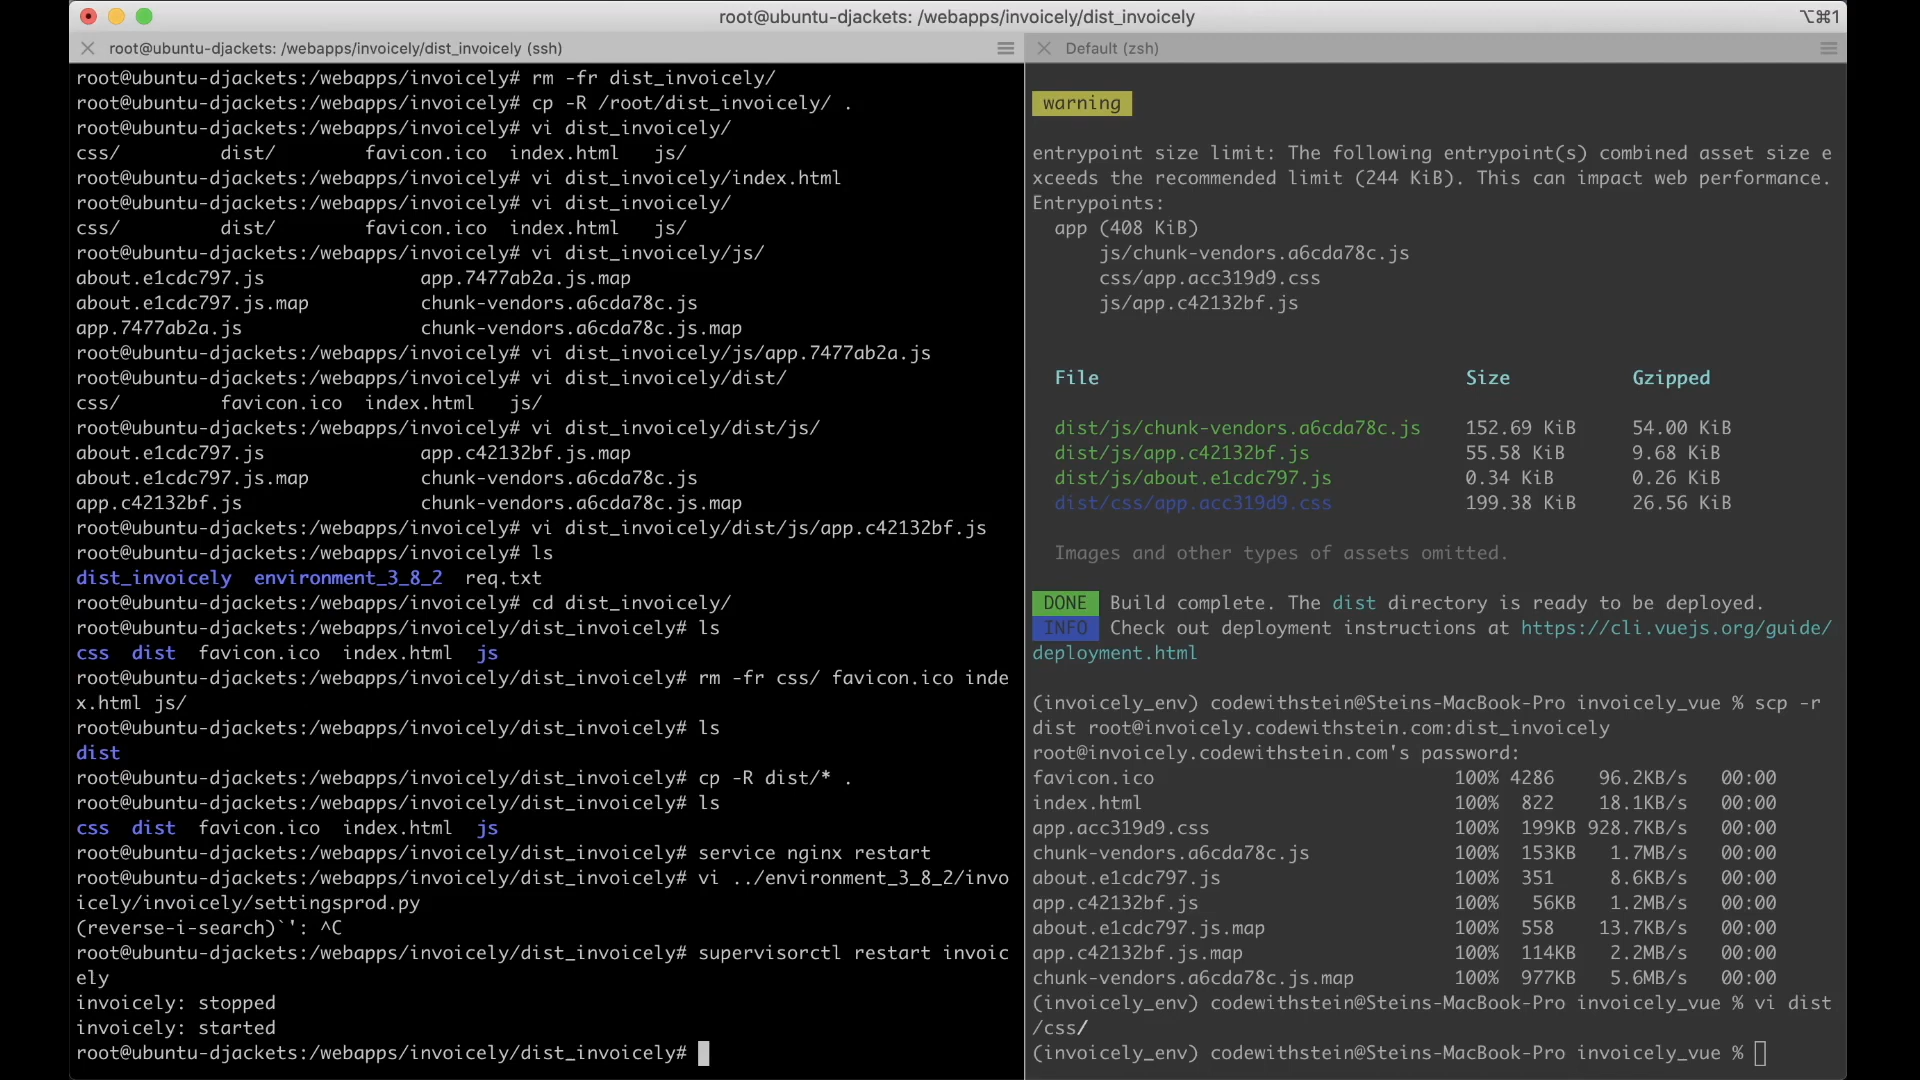 root@ubuntu-djackets: /webapps/invoicely/dist_invoicely
⌥⌘1
root@ubuntu-djackets: /webapps/invoicely/dist_invoicely (ssh)
root@ubuntu-djackets:/webapps/invoicely# rm -fr dist_invoicely/
root@ubuntu-djackets:/webapps/invoicely# cp -R /root/dist_invoicely/ .
root@ubuntu-djackets:/webapps/invoicely# vi dist_invoicely/
css/ dist/ favicon.ico index.html js/
root@ubuntu-djackets:/webapps/invoicely# vi dist_invoicely/index.html
root@ubuntu-djackets:/webapps/invoicely# vi dist_invoicely/
css/ dist/ favicon.ico index.html js/
root@ubuntu-djackets:/webapps/invoicely# vi dist_invoicely/js/
about.e1cdc797.js app.7477ab2a.js.map
about.e1cdc797.js.map chunk-vendors.a6cda78c.js
app.7477ab2a.js chunk-vendors.a6cda78c.js.map
root@ubuntu-djackets:/webapps/invoicely# vi dist_invoicely/js/app.7477ab2a.js
root@ubuntu-djackets:/webapps/invoicely# vi dist_invoicely/dist/
css/ favicon.ico index.html js/
root@ubuntu-djackets:/webapps/invoicely# vi dist_invoicely/dist/js/
about.e1cdc797.js app.c42132bf.js.map
about.e1cdc797.js.map chunk-vendors.a6cda78c.js
app.c42132bf.js chunk-vendors.a6cda78c.js.map
root@ubuntu-djackets:/webapps/invoicely# vi dist_invoicely/dist/js/app.c42132bf.js
root@ubuntu-djackets:/webapps/invoicely# ls
dist_invoicely environment_3_8_2 req.txt
root@ubuntu-djackets:/webapps/invoicely# cd dist_invoicely/
root@ubuntu-djackets:/webapps/invoicely/dist_invoicely# ls
css dist favicon.ico index.html js
root@ubuntu-djackets:/webapps/invoicely/dist_invoicely# rm -fr css/ favicon.ico inde
x.html js/
root@ubuntu-djackets:/webapps/invoicely/dist_invoicely# ls
dist
root@ubuntu-djackets:/webapps/invoicely/dist_invoicely# cp -R dist/* .
root@ubuntu-djackets:/webapps/invoicely/dist_invoicely# ls
css dist favicon.ico index.html js
root@ubuntu-djackets:/webapps/invoicely/dist_invoicely# service nginx restart
root@ubuntu-djackets:/webapps/invoicely/dist_invoicely# vi ../environment_3_8_2/invo
icely/invoicely/settingsprod.py
(reverse-i-search)`': ^C
root@ubuntu-djackets:/webapps/invoicely/dist_invoicely# supervisorctl restart invoic
ely
invoicely: stopped
invoicely: started
root@ubuntu-djackets:/webapps/invoicely/dist_invoicely#
Default (zsh)
warning
entrypoint size limit: The following entrypoint(s) combined asset size e
xceeds the recommended limit (244 KiB). This can impact web performance.
Entrypoints:
app (408 KiB)
js/chunk-vendors.a6cda78c.js
css/app.acc319d9.css
js/app.c42132bf.js
File Size Gzipped
dist/js/chunk-vendors.a6cda78c.js 152.69 KiB 54.00 KiB
dist/js/app.c42132bf.js 55.58 KiB 9.68 KiB
dist/js/about.e1cdc797.js 0.34 KiB 0.26 KiB
dist/css/app.acc319d9.css 199.38 KiB 26.56 KiB
Images and other types of assets omitted.
DONE Build complete. The dist directory is ready to be deployed.
INFO Check out deployment instructions at https://cli.vuejs.org/guide/
deployment.html
(invoicely_env) codewithstein@Steins-MacBook-Pro invoicely_vue % scp -r
dist root@invoicely.codewithstein.com:dist_invoicely
root@invoicely.codewithstein.com's password:
favicon.ico 100% 4286 96.2KB/s 00:00
index.html 100% 822 18.1KB/s 00:00
app.acc319d9.css 100% 199KB 928.7KB/s 00:00
chunk-vendors.a6cda78c.js 100% 153KB 1.7MB/s 00:00
about.e1cdc797.js 100% 351 8.6KB/s 00:00
app.c42132bf.js 100% 56KB 1.2MB/s 00:00
about.e1cdc797.js.map 100% 558 13.7KB/s 00:00
app.c42132bf.js.map 100% 114KB 2.2MB/s 00:00
chunk-vendors.a6cda78c.js.map 100% 977KB 5.6MB/s 00:00
(invoicely_env) codewithstein@Steins-MacBook-Pro invoicely_vue % vi dist
/css/
(invoicely_env) codewithstein@Steins-MacBook-Pro invoicely_vue %